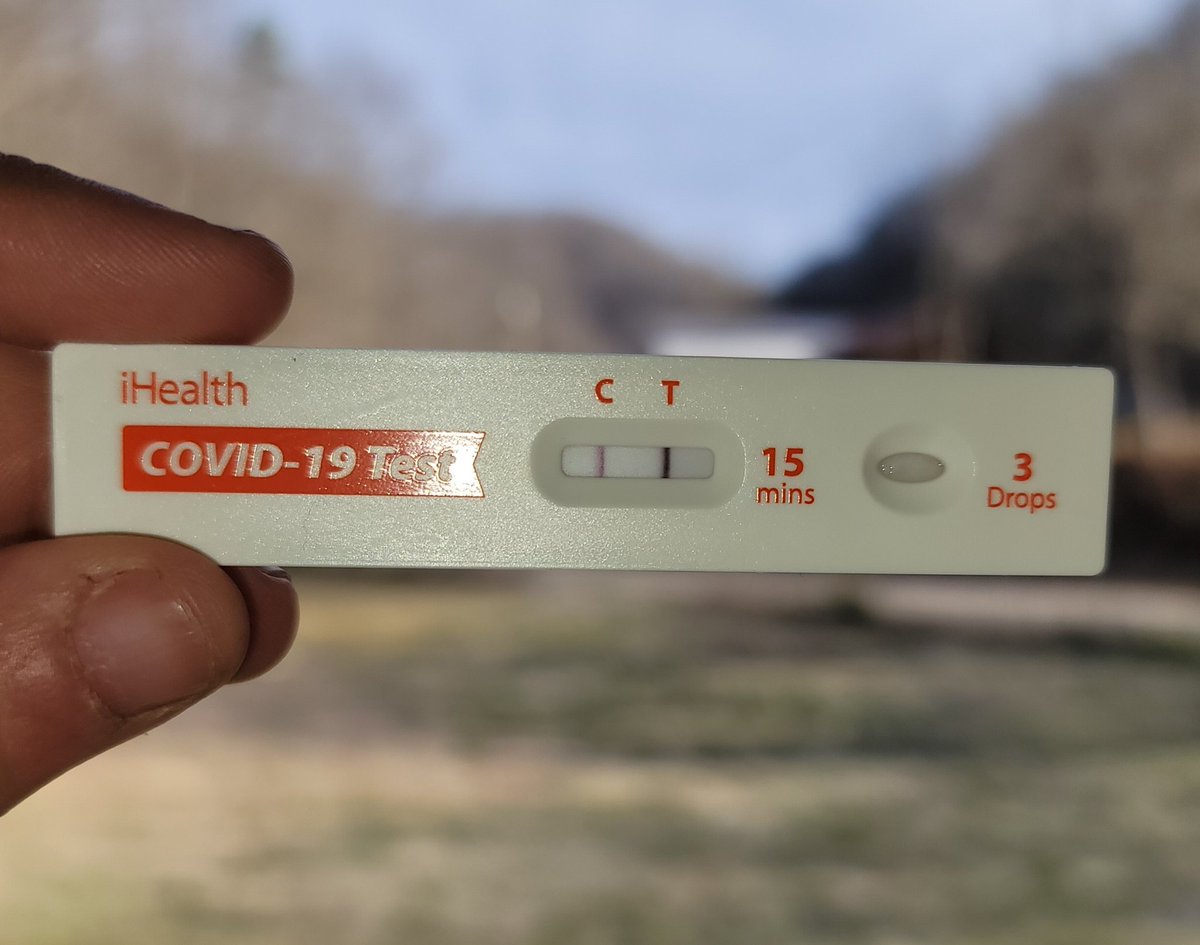 iHealth
COVID-19 Test
C T
15
mins
3
Drops